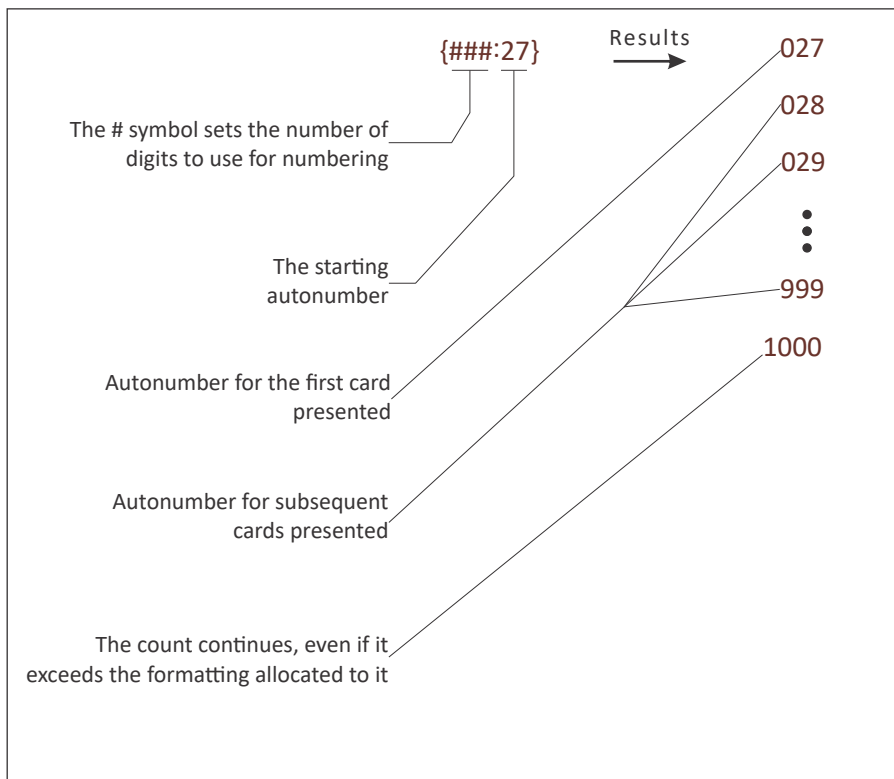 {###:27}
Results
027
The # symbol sets the number of
digits to use for numbering
028
029
The starting
autonumber
999
1000
Autonumber for the first card
presented
Autonumber for subsequent
cards presented
The count continues, even if it
exceeds the formatting allocated to it